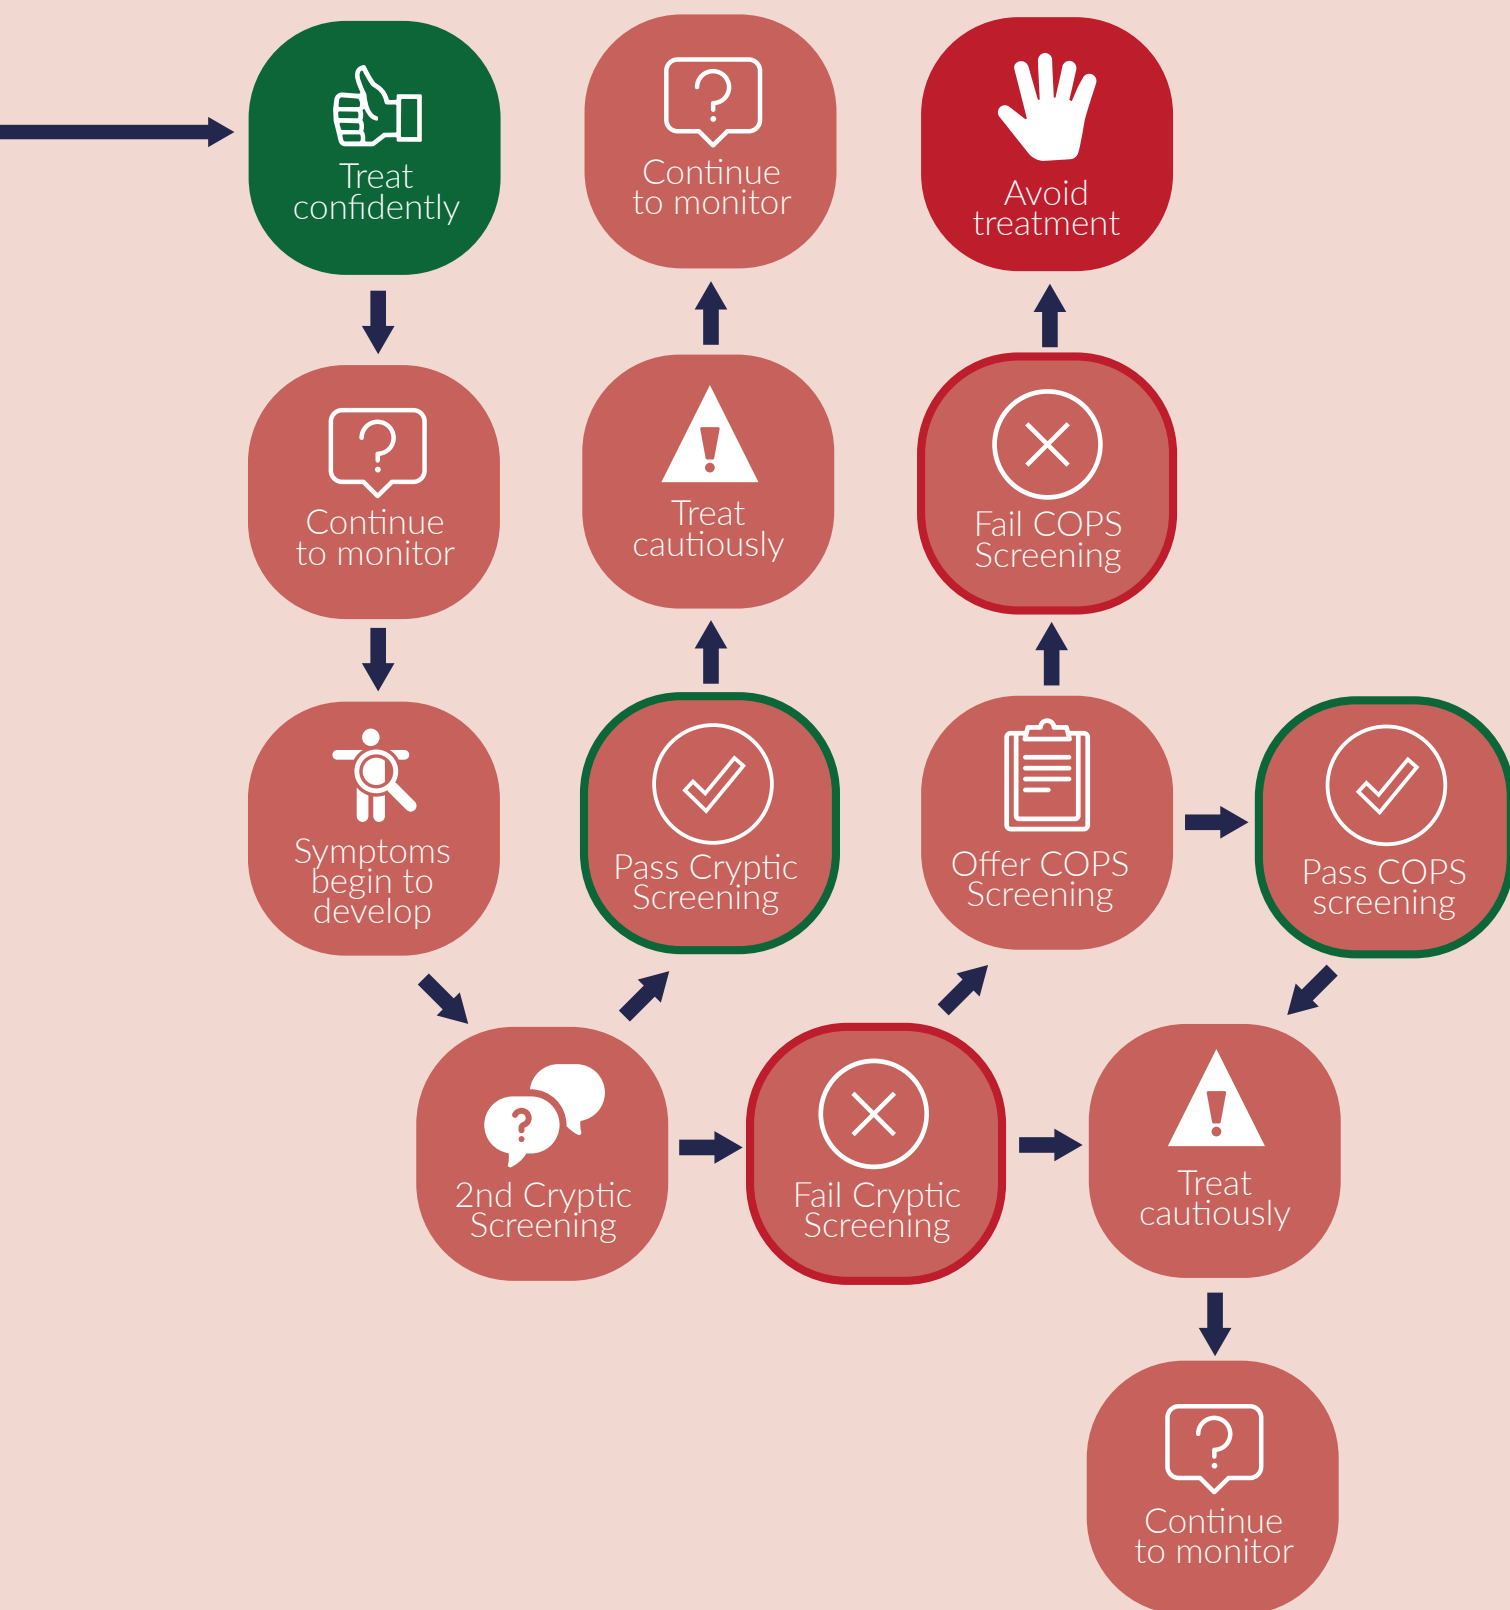 Treat
confidently
Continue
to monitor
Avoid
treatment
Continue
to monitor
Treat
cautiously
Fail COPS
Screening
Symptoms
begin to
develop
Pass Cryptic
Screening
Offer COPS
Screening
Pass COPS
screening
2nd Cryptic
Screening
Fail Cryptic
Screening
Treat
cautiously
Continue
to monitor